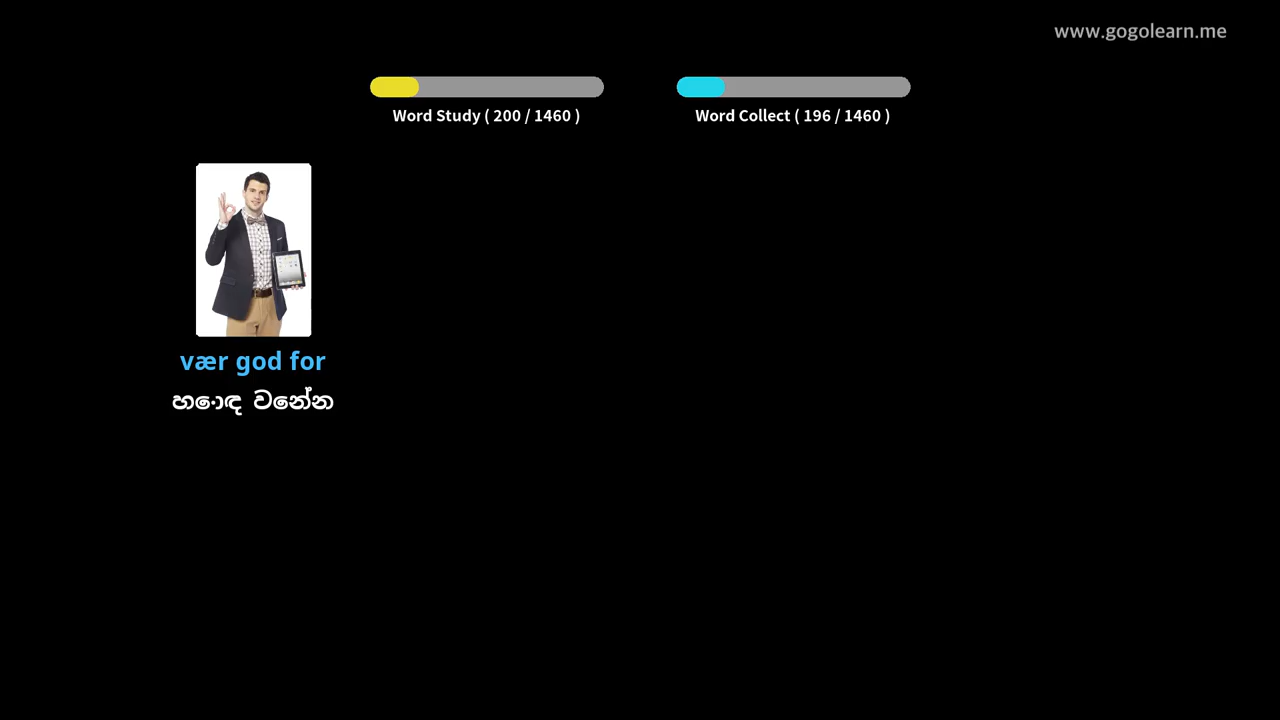 www.gogolearn.me
Word Study ( 200 / 1460 )
Word Collect ( 196 / 1460 )
vær god for
හොඳ වන්න